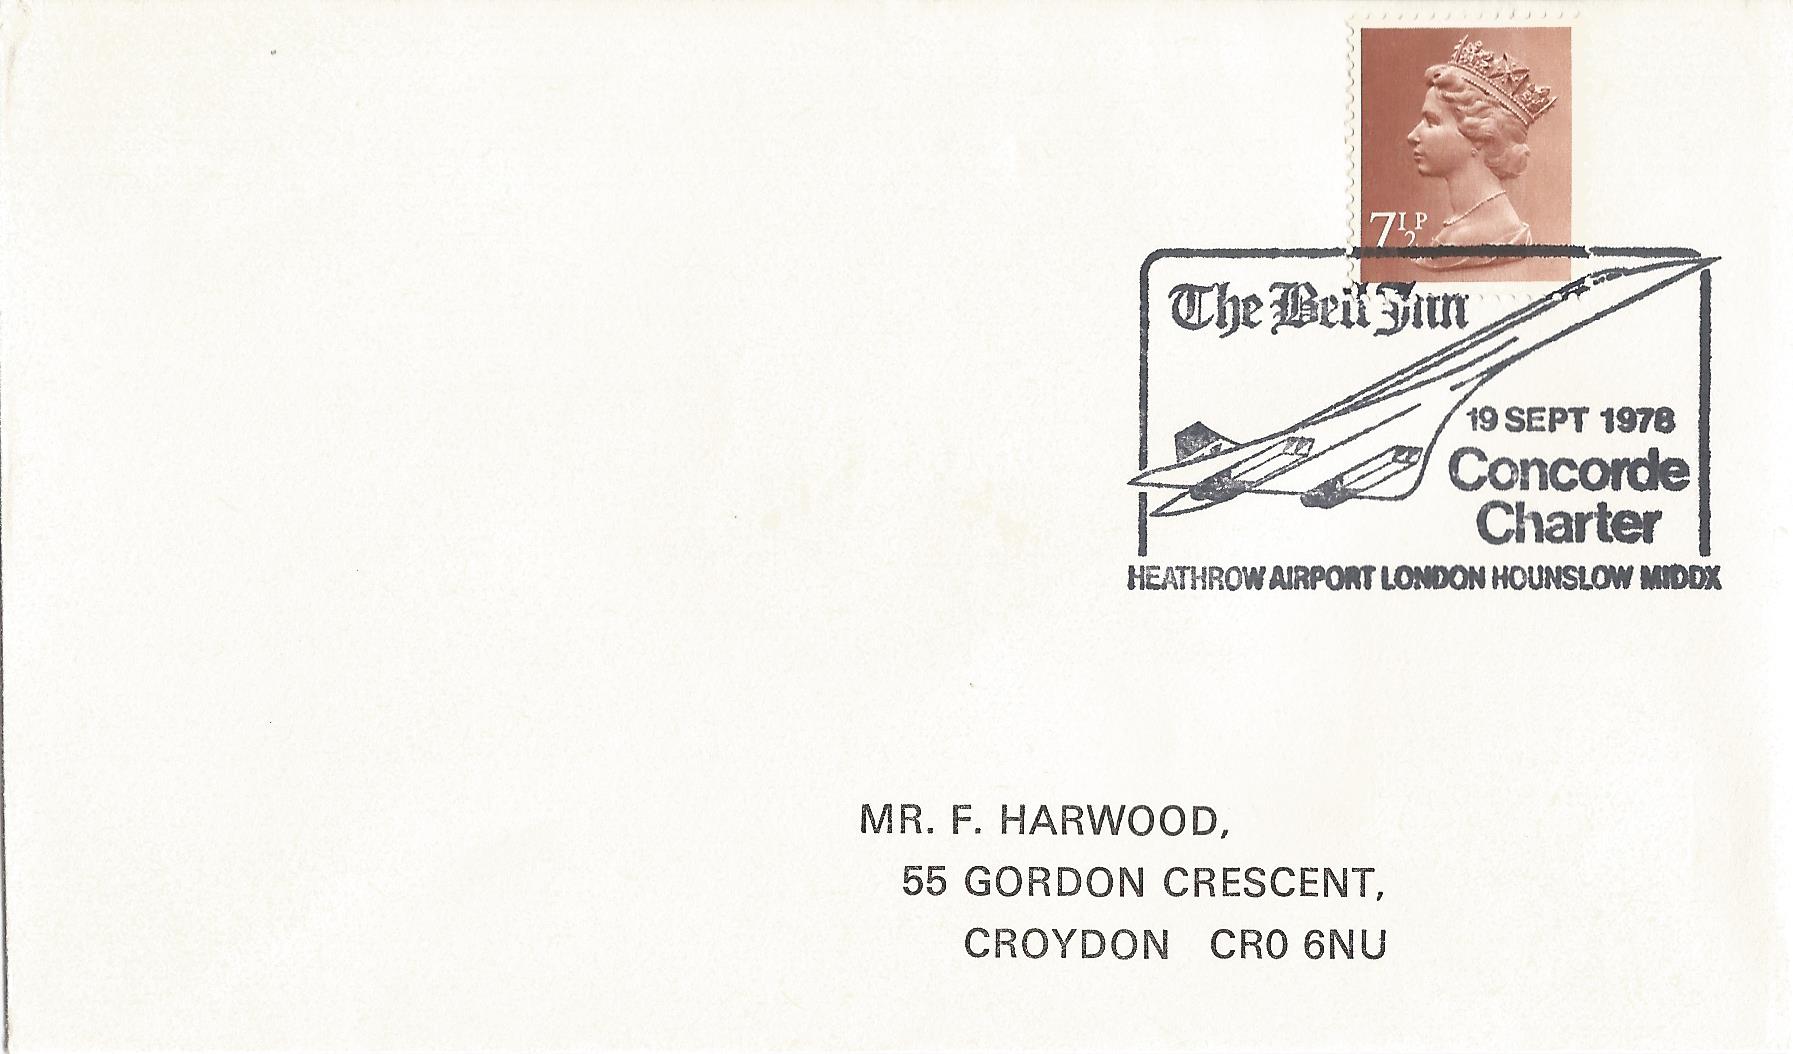 7½P
The Bell Inn
19 SEPT 1978
Concorde
Charter
HEATHROW AIRPORT LONDON HOUNSLOW MIDDX
MR. F. HARWOOD,
55 GORDON CRESCENT,
CROYDON CR0 6NU